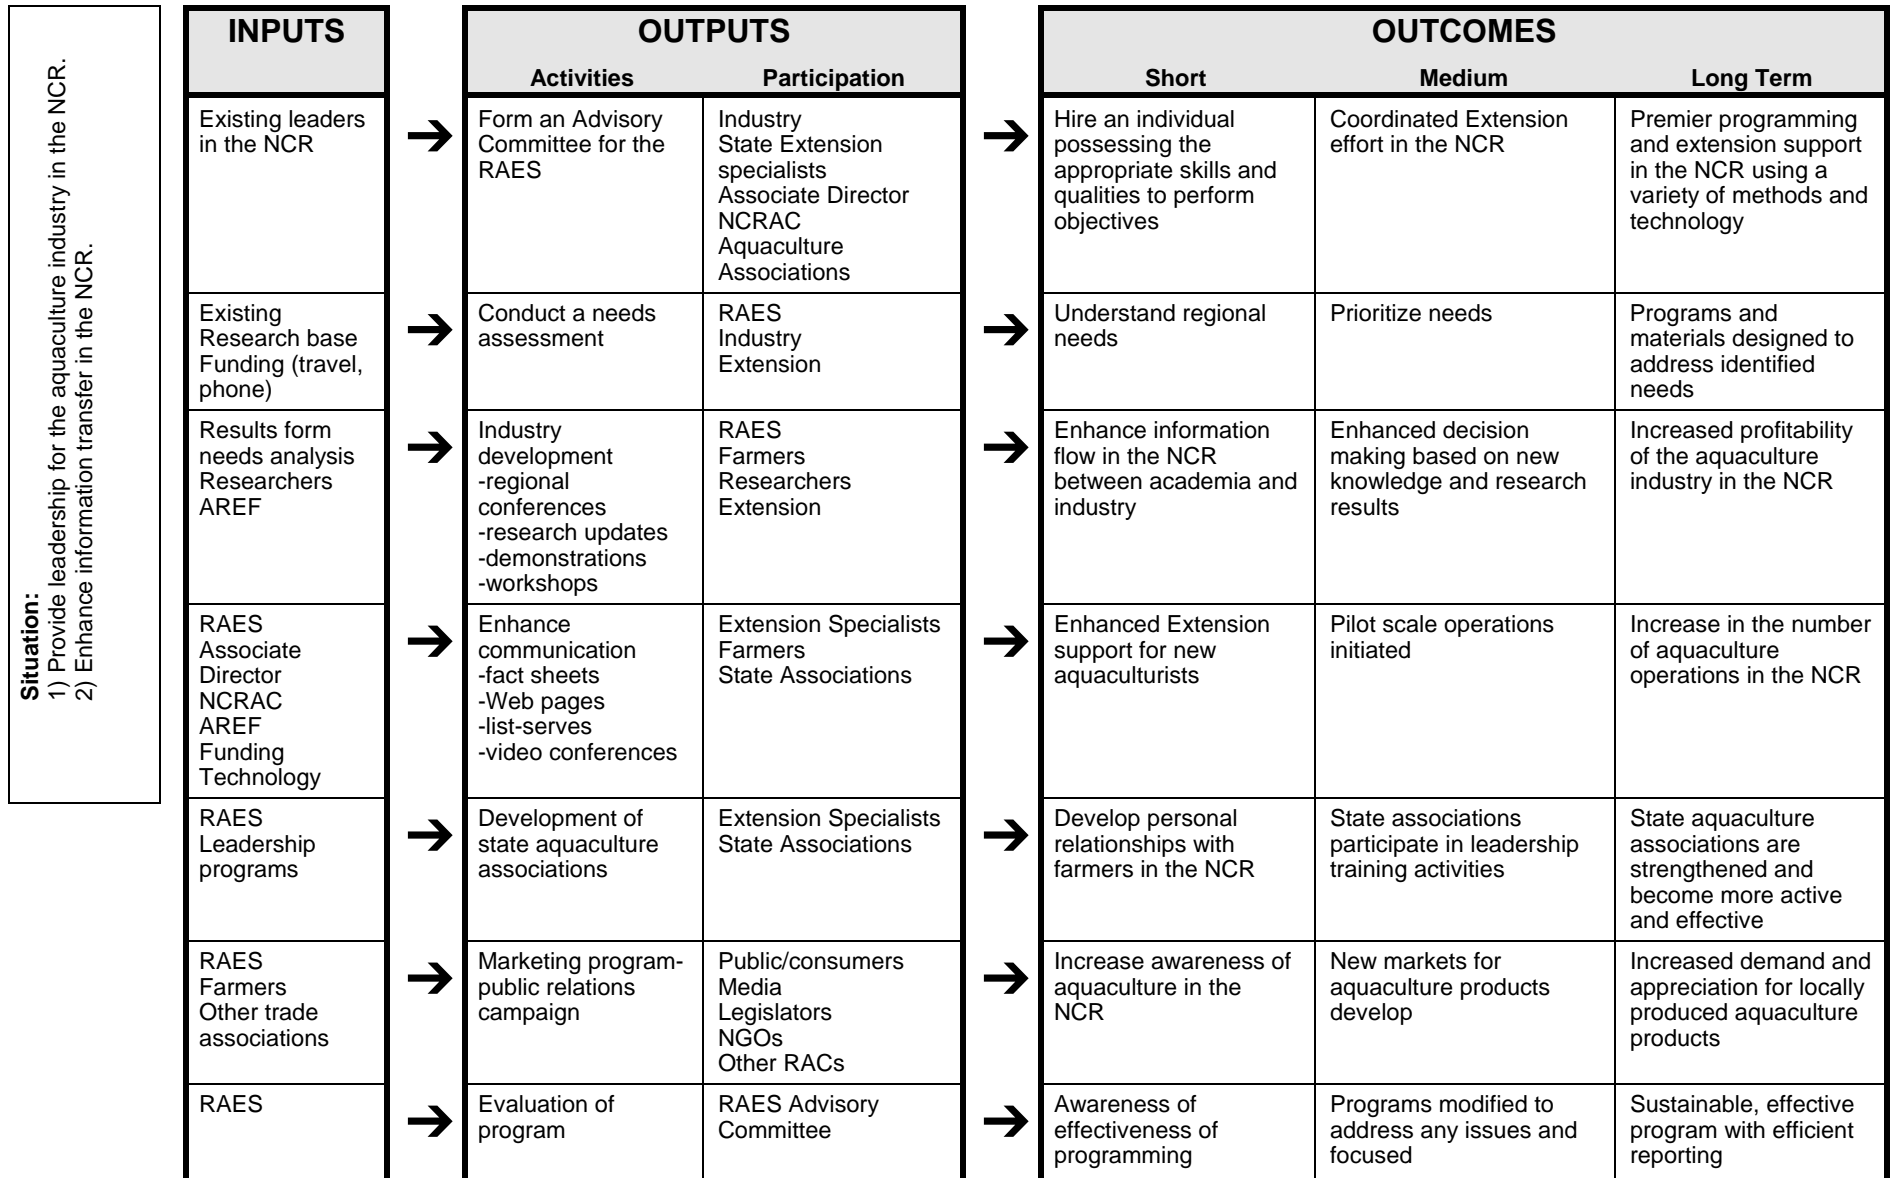 Situation:
1) Provide leadership for the aquaculture industry in the NCR.
2) Enhance information transfer in the NCR.
INPUTS
OUTPUTS
OUTCOMES
Activities
Participation
Short
Medium
Long Term
Existing leaders
in the NCR
Form an Advisory
Committee for the
RAES
Industry
State Extension
specialists
Associate Director
NCRAC
Aquaculture
Associations
Hire an individual
possessing the
appropriate skills and
qualities to perform
objectives
Coordinated Extension
effort in the NCR
Premier programming
and extension support
in the NCR using a
variety of methods and
technology
Existing
Research base
Funding (travel,
phone)
Conduct a needs
assessment
RAES
Industry
Extension
Understand regional
needs
Prioritize needs
Programs and
materials designed to
address identified
needs
Results form
needs analysis
Researchers
AREF
Industry
development
-regional
conferences
-research updates
-demonstrations
-workshops
RAES
Farmers
Researchers
Extension
Enhance information
flow in the NCR
between academia and
industry
Enhanced decision
making based on new
knowledge and research
results
Increased profitability
of the aquaculture
industry in the NCR
RAES
Associate
Director
NCRAC
AREF
Funding
Technology
Enhance
communication
-fact sheets
-Web pages
-list-serves
-video conferences
Extension Specialists
Farmers
State Associations
Enhanced Extension
support for new
aquaculturists
Pilot scale operations
initiated
Increase in the number
of aquaculture
operations in the NCR
RAES
Leadership
programs
Development of
state aquaculture
associations
Extension Specialists
State Associations
Develop personal
relationships with
farmers in the NCR
State associations
participate in leadership
training activities
State aquaculture
associations are
strengthened and
become more active
and effective
RAES
Farmers
Other trade
associations
Marketing program-
public relations
campaign
Public/consumers
Media
Legislators
NGOs
Other RACs
Increase awareness of
aquaculture in the
NCR
New markets for
aquaculture products
develop
Increased demand and
appreciation for locally
produced aquaculture
products
RAES
Evaluation of
program
RAES Advisory
Committee
Awareness of
effectiveness of
programming
Programs modified to
address any issues and
focused
Sustainable, effective
program with efficient
reporting